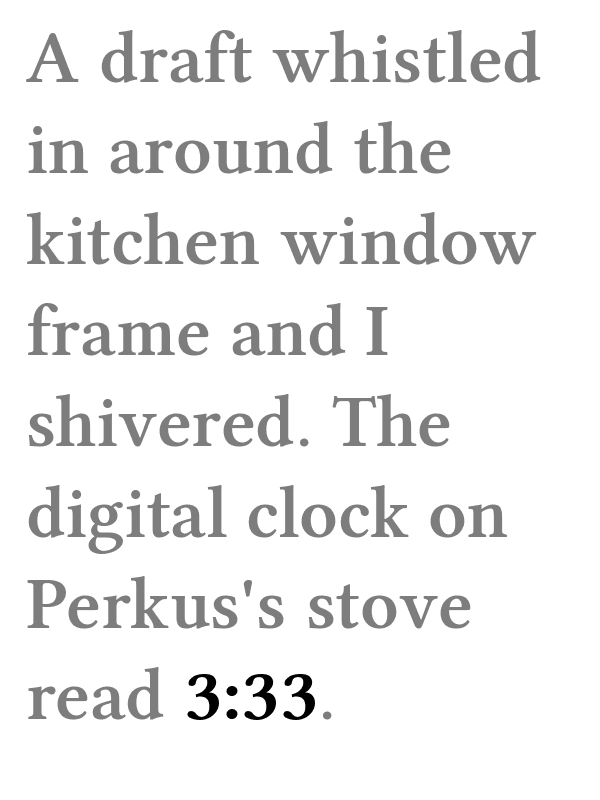 A draft whistled
in around the
kitchen window
frame and I
shivered. The
digital clock on
Perkus's stove
read 3:33.